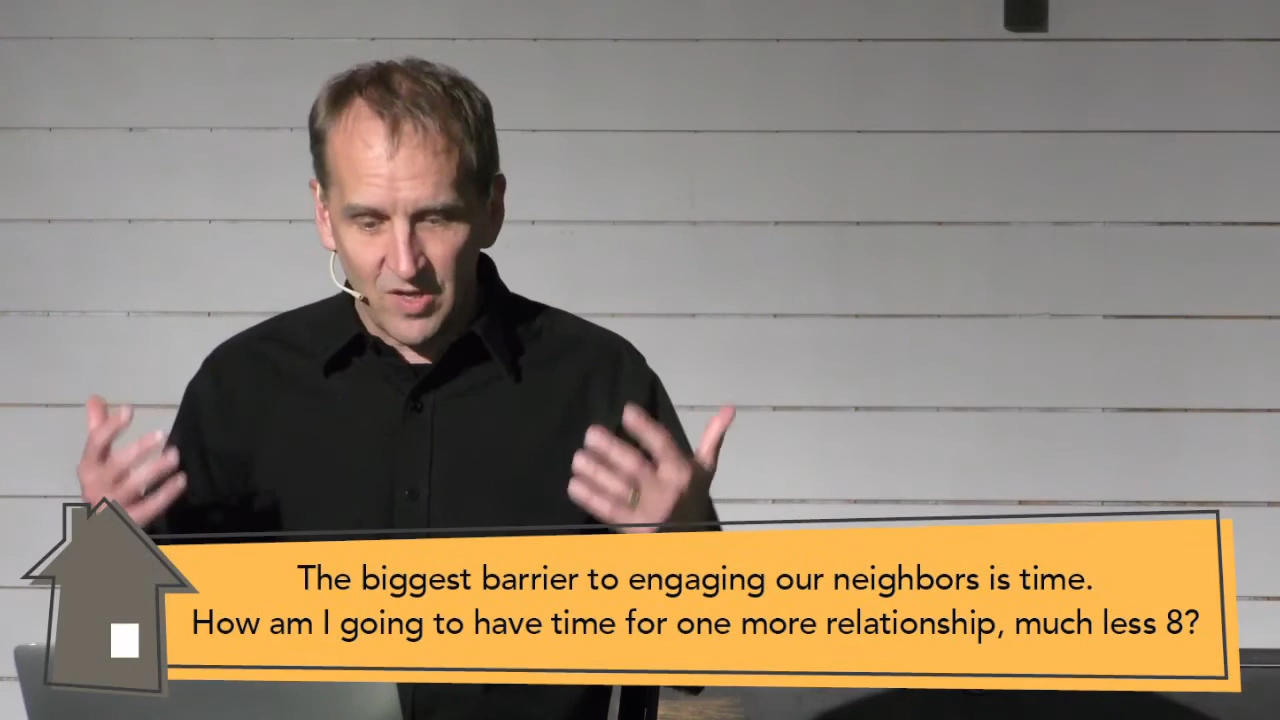 The biggest barrier to engaging our neighbors is time.
How am I going to have time for one more relationship, much less 8?